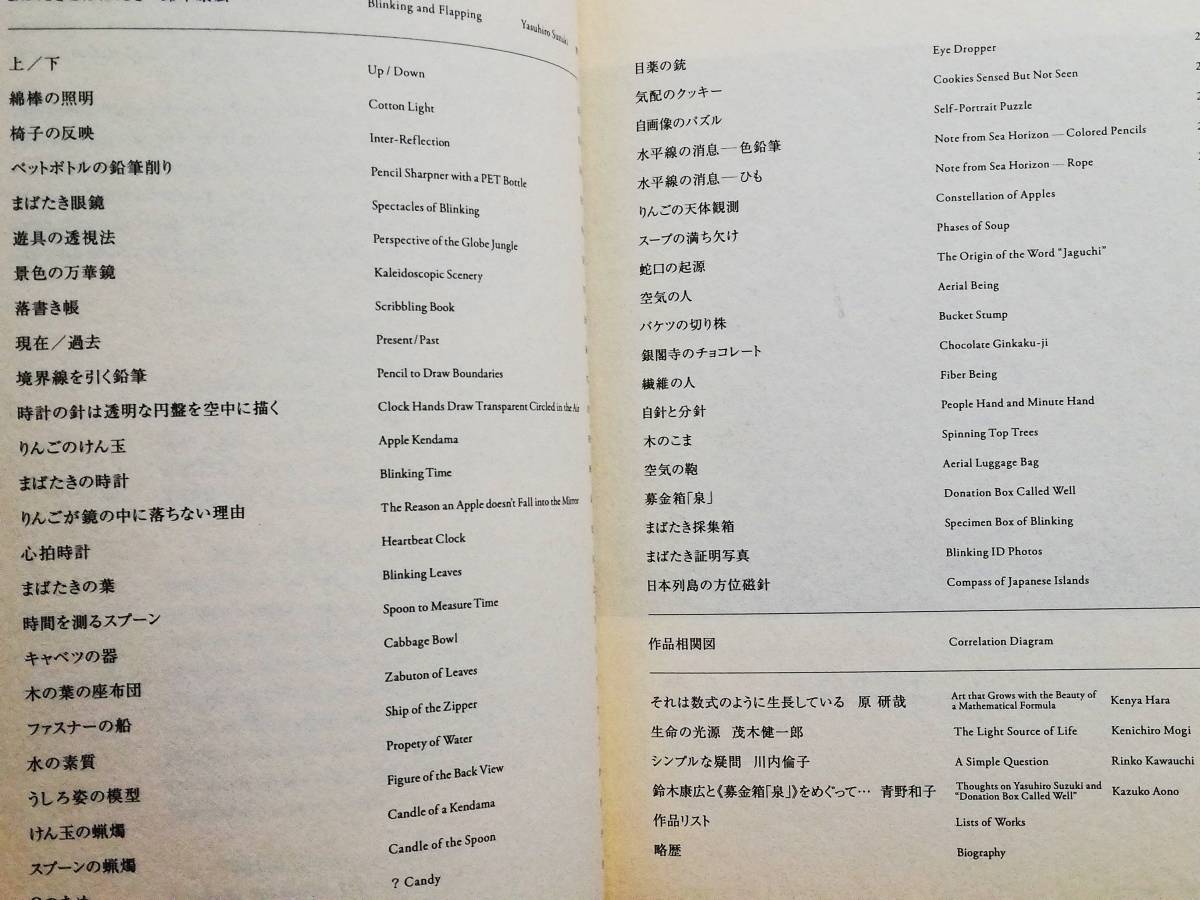 Blinking and Flapping Yasuhiro Suzuki
上／下 Up / Down
綿棒の照明 Cotton Light
椅子の反映 Inter-Reflection
ペットボトルの鉛筆削り Pencil Sharpner with a PET Bottle
まばたき眼鏡 Spectacles of Blinking
遊具の透視法 Perspective of the Globe Jungle
景色の万華鏡 Kaleidoscopic Scenery
落書き帳 Scribbling Book
現在／過去 Present / Past
境界線を引く鉛筆 Pencil to Draw Boundaries
時計の針は透明な円盤を空中に描く Clock Hands Draw Transparent Circled in the Air
りんごのけん玉 Apple Kendama
まばたきの時計 Blinking Time
りんごが鏡の中に落ちない理由 The Reason an Apple doesn't Fall into the Mirror
心拍時計 Heartbeat Clock
まばたきの葉 Blinking Leaves
時間を測るスプーン Spoon to Measure Time
キャベツの器 Cabbage Bowl
木の葉の座布団 Zabuton of Leaves
ファスナーの船 Ship of the Zipper
水の素質 Propety of Water
うしろ姿の模型 Figure of the Back View
けん玉の蝋燭 Candle of a Kendama
スプーンの蝋燭 Candle of the Spoon
? Candy
目薬の銃 Eye Dropper
気配のクッキー Cookies Sensed But Not Seen
自画像のパズル Self-Portrait Puzzle
水平線の消息─色鉛筆 Note from Sea Horizon — Colored Pencils
水平線の消息─ひも Note from Sea Horizon — Rope
りんごの天体観測 Constellation of Apples
スープの満ち欠け Phases of Soup
蛇口の起源 The Origin of the Word "Jaguchi"
空気の人 Aerial Being
バケツの切り株 Bucket Stump
銀閣寺のチョコレート Chocolate Ginkaku-ji
繊維の人 Fiber Being
自針と分針 People Hand and Minute Hand
木のこま Spinning Top Trees
空気の鞄 Aerial Luggage Bag
募金箱「泉」 Donation Box Called Well
まばたき採集箱 Specimen Box of Blinking
まばたき証明写真 Blinking ID Photos
日本列島の方位磁針 Compass of Japanese Islands
作品相関図 Correlation Diagram
それは数式のように生長している 原 研哉 Art that Grows with the Beauty of
a Mathematical Formula Kenya Hara
生命の光源 茂木健一郎 The Light Source of Life Kenichiro Mogi
シンプルな疑問 川内倫子 A Simple Question Rinko Kawauchi
鈴木康広と《募金箱「泉」》をめぐって… 青野和子 Thoughts on Yasuhiro Suzuki and
"Donation Box Called Well" Kazuko Aono
作品リスト Lists of Works
略歴 Biography